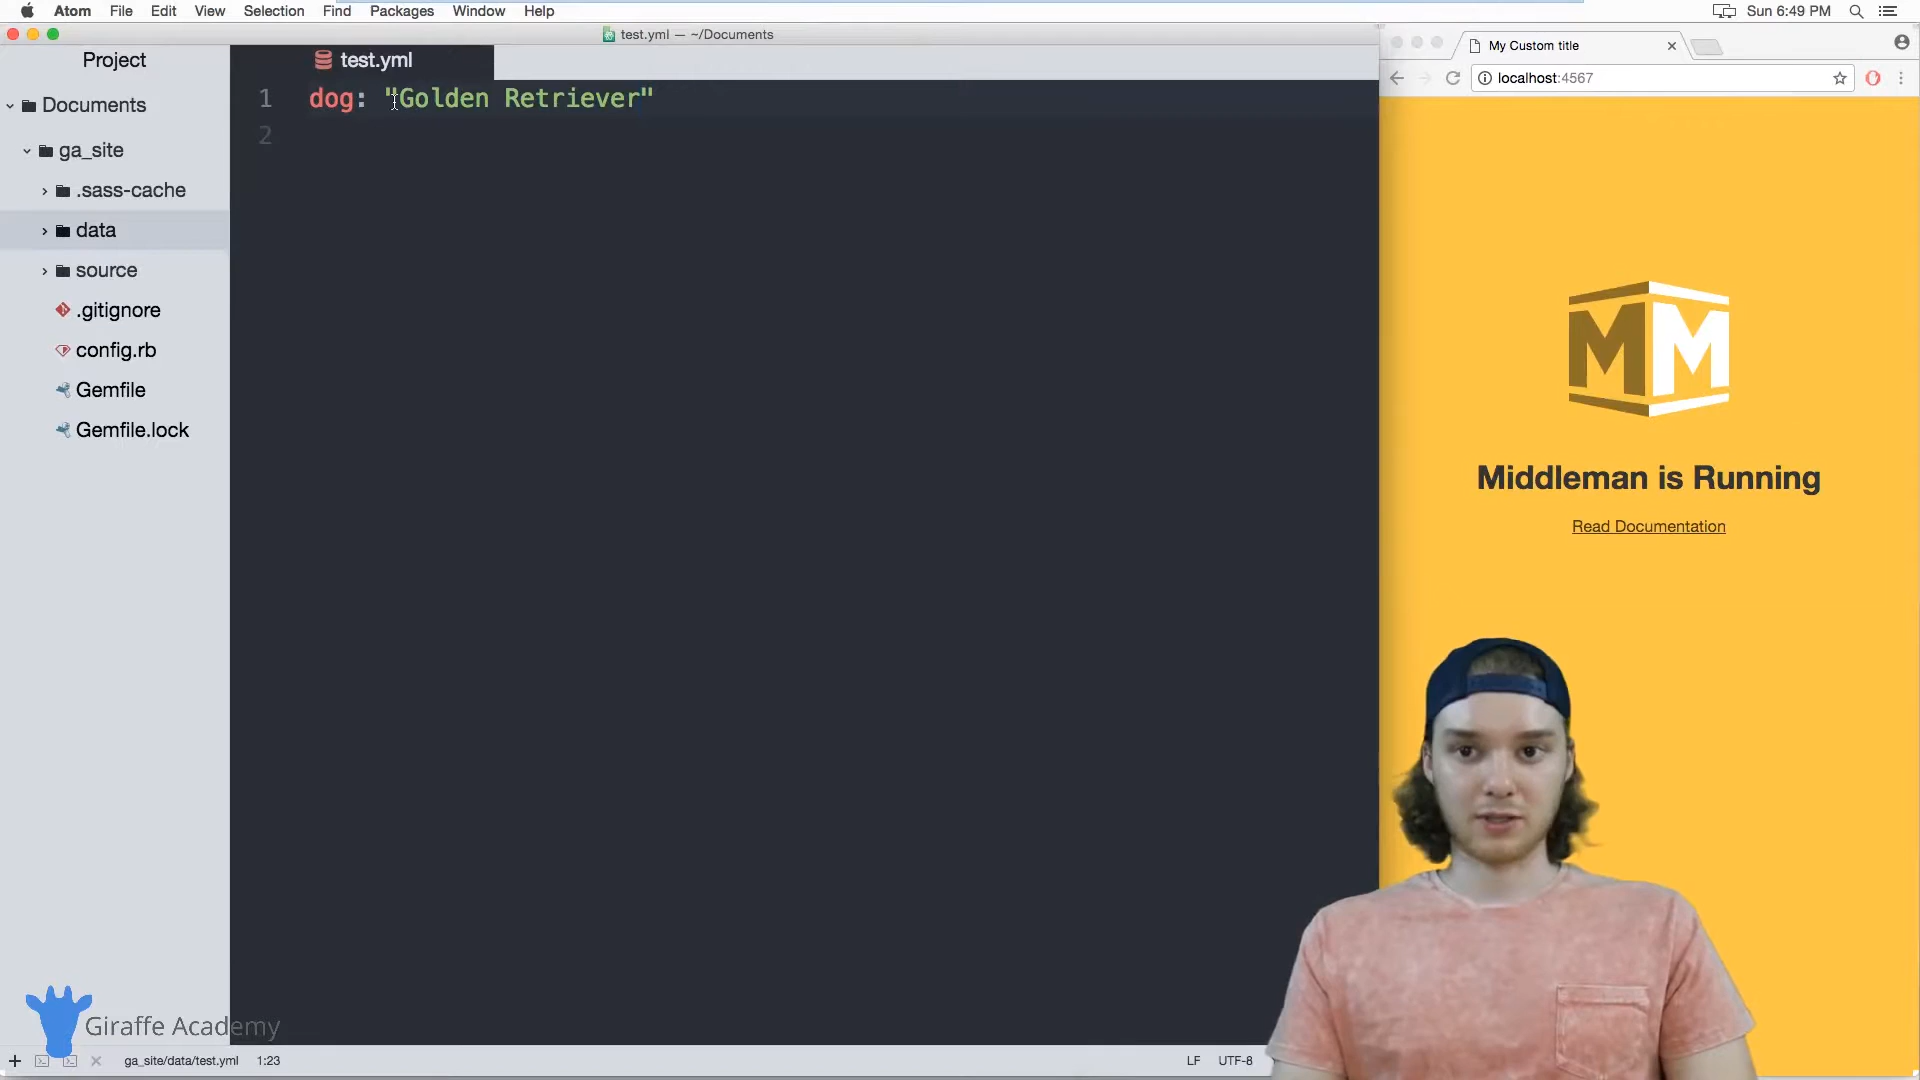 Atom File Edit View Selection Find Packages Window Help
Sun 6:49 PM
test.yml — ~/Documents
Project
test.yml
My Custom title
localhost:4567
1 dog: "Golden Retriever"
2
Documents
ga_site
.sass-cache
data
source
.gitignore
config.rb
Gemfile
Gemfile.lock
MM
Middleman is Running
Read Documentation
Giraffe Academy
ga_site/data/test.yml 1:23
LF UTF-8